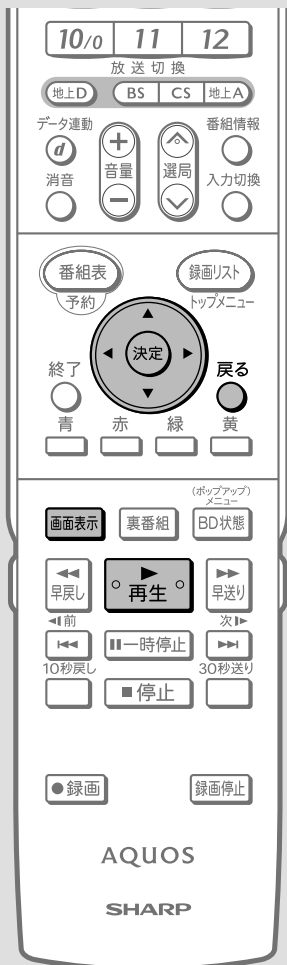 10/0 11 12
放送切換
地上D BS CS 地上A
データ連動 番組情報
d + 音量 − 選局
消音 入力切換
番組表 録画リスト
予約 トップメニュー
決定
終了 戻る
青 赤 緑 黄
(ポップアップ)
メニュー
画面表示 裏番組 BD状態
早戻し 再生 早送り
前 次
一時停止
10秒戻し 30秒送り
停止
録画 録画停止
AQUOS
SHARP